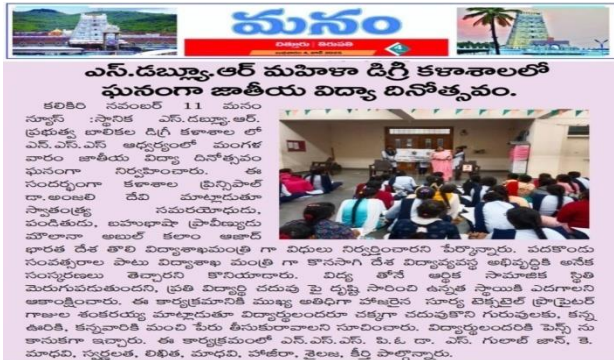 మనం
చిత్తూరు | తిరుపతి
4
ఎస్.డబ్ల్యూ.ఆర్ మహిళా డిగ్రీ కళాశాలలో
ఘనంగా జాతీయ విద్యా దినోత్సవం.
కలికిరి నవంబర్ 11 మనం
న్యూస్ :స్థానిక ఎస్.డబ్ల్యూ.ఆర్.
ప్రభుత్వ బాలికల డిగ్రీ కళాశాల లో
ఎన్.ఎస్.ఎస్ ఆధ్వర్యంలో మంగళ
వారం జాతీయ విద్యా దినోత్సవం
ఘనంగా నిర్వహించారు. ఈ
సందర్భంగా కళాశాల ప్రిన్సిపాల్
డా.అంజలి దేవి మాట్లాడుతూ
స్వాతంత్ర్య సమరయోధుడు,
పండితుడు, బహుభాషా ప్రావీణ్యుడు
మౌలానా అబుల్ కలాం ఆజాద్
భారత దేశ తొలి విద్యాశాఖమంత్రి గా విధులు నిర్వర్తించారని పేర్కొన్నారు. పదకొండు
సంవత్సరాల పాటు విద్యాశాఖ మంత్రి గా కొనసాగి దేశ విద్యావ్యవస్థ అభివృద్ధికి అనేక
సంస్కరణలు తెచ్చారని కొనియాడారు. విద్య తోనే ఆర్థిక సామాజిక స్థితి
మెరుగుపడుతుందని, ప్రతి విద్యార్థి చదువు పై దృష్టి సారించి ఉన్నత స్థాయికి ఎదగాలని
ఆకాంక్షించారు. ఈ కార్యక్రమానికి ముఖ్య అతిథిగా హాజరైన సూర్య టెక్స్టైల్ ప్రొప్రైటర్
గాజుల శంకరయ్య మాట్లాడుతూ విద్యార్థులందరూ చక్కగా చదువుకొని గురువులకు, కన్న
ఊరికి, కన్నవారికి మంచి పేరు తీసుకురావాలని సూచించారు. విద్యార్థులందరికి పెన్స్ ను
కానుకగా ఇచ్చారు. ఈ కార్యక్రమంలో ఎన్.ఎస్.ఎస్ పి.ఓ డా. ఎస్. గులాబ్ జాన్, కె.
మాధవి, స్వర్ణలత, లిఖిత, మాధవి, హాజీరా, శైలజ, కీర్తి పాల్గొన్నారు.